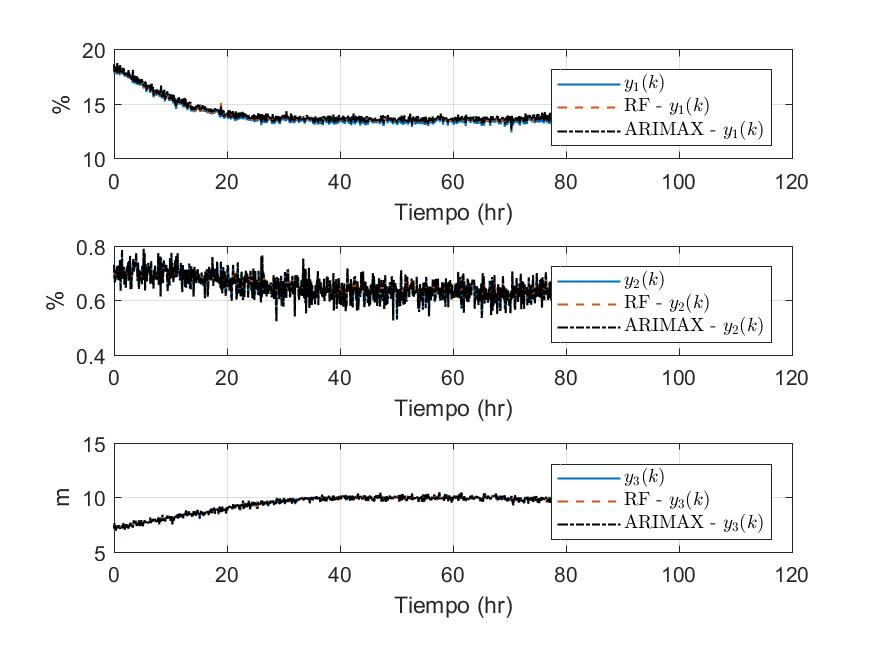 20
15
10
%
0 20 40 60 80 100 120
Tiempo (hr)
y₁(k)
RF - y₁(k)
ARIMAX - y₁(k)
0.8
0.6
0.4
%
0 20 40 60 80 100 120
Tiempo (hr)
y₂(k)
RF - y₂(k)
ARIMAX - y₂(k)
15
10
5
m
0 20 40 60 80 100 120
Tiempo (hr)
y₃(k)
RF - y₃(k)
ARIMAX - y₃(k)